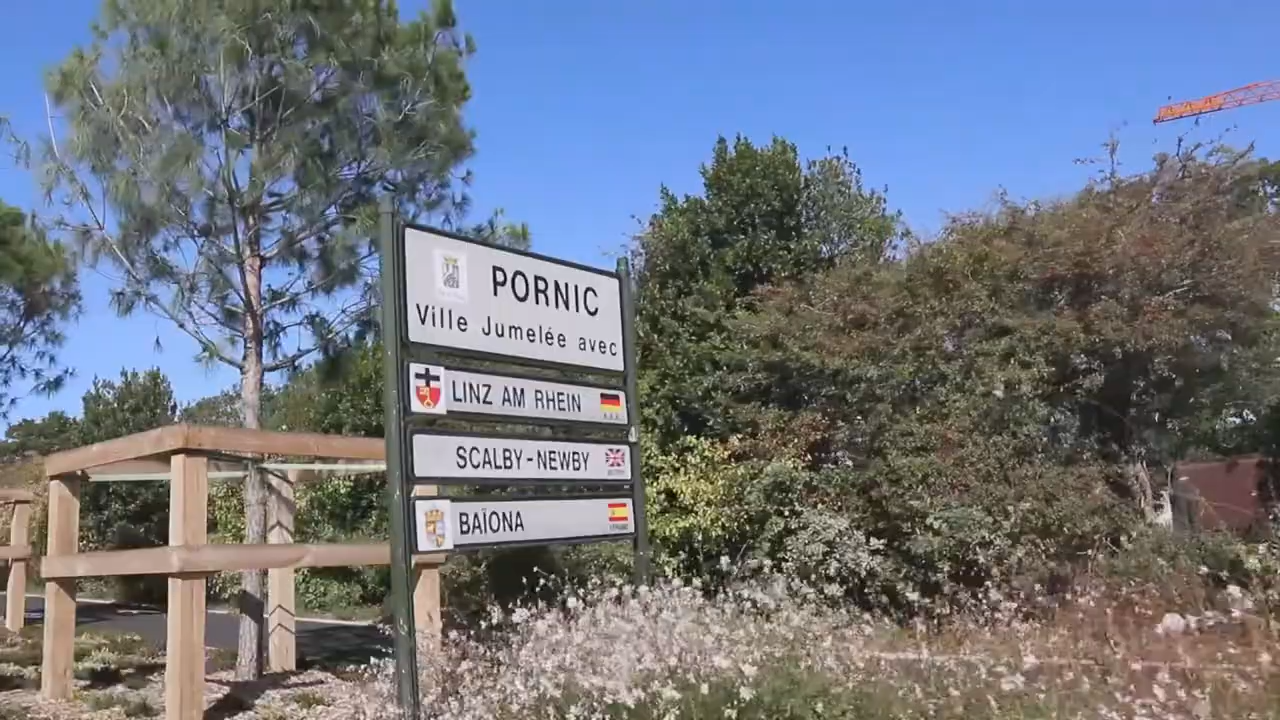 PORNIC
Ville Jumelée avec
LINZ AM RHEIN
SCALBY-NEWBY
BAÏONA